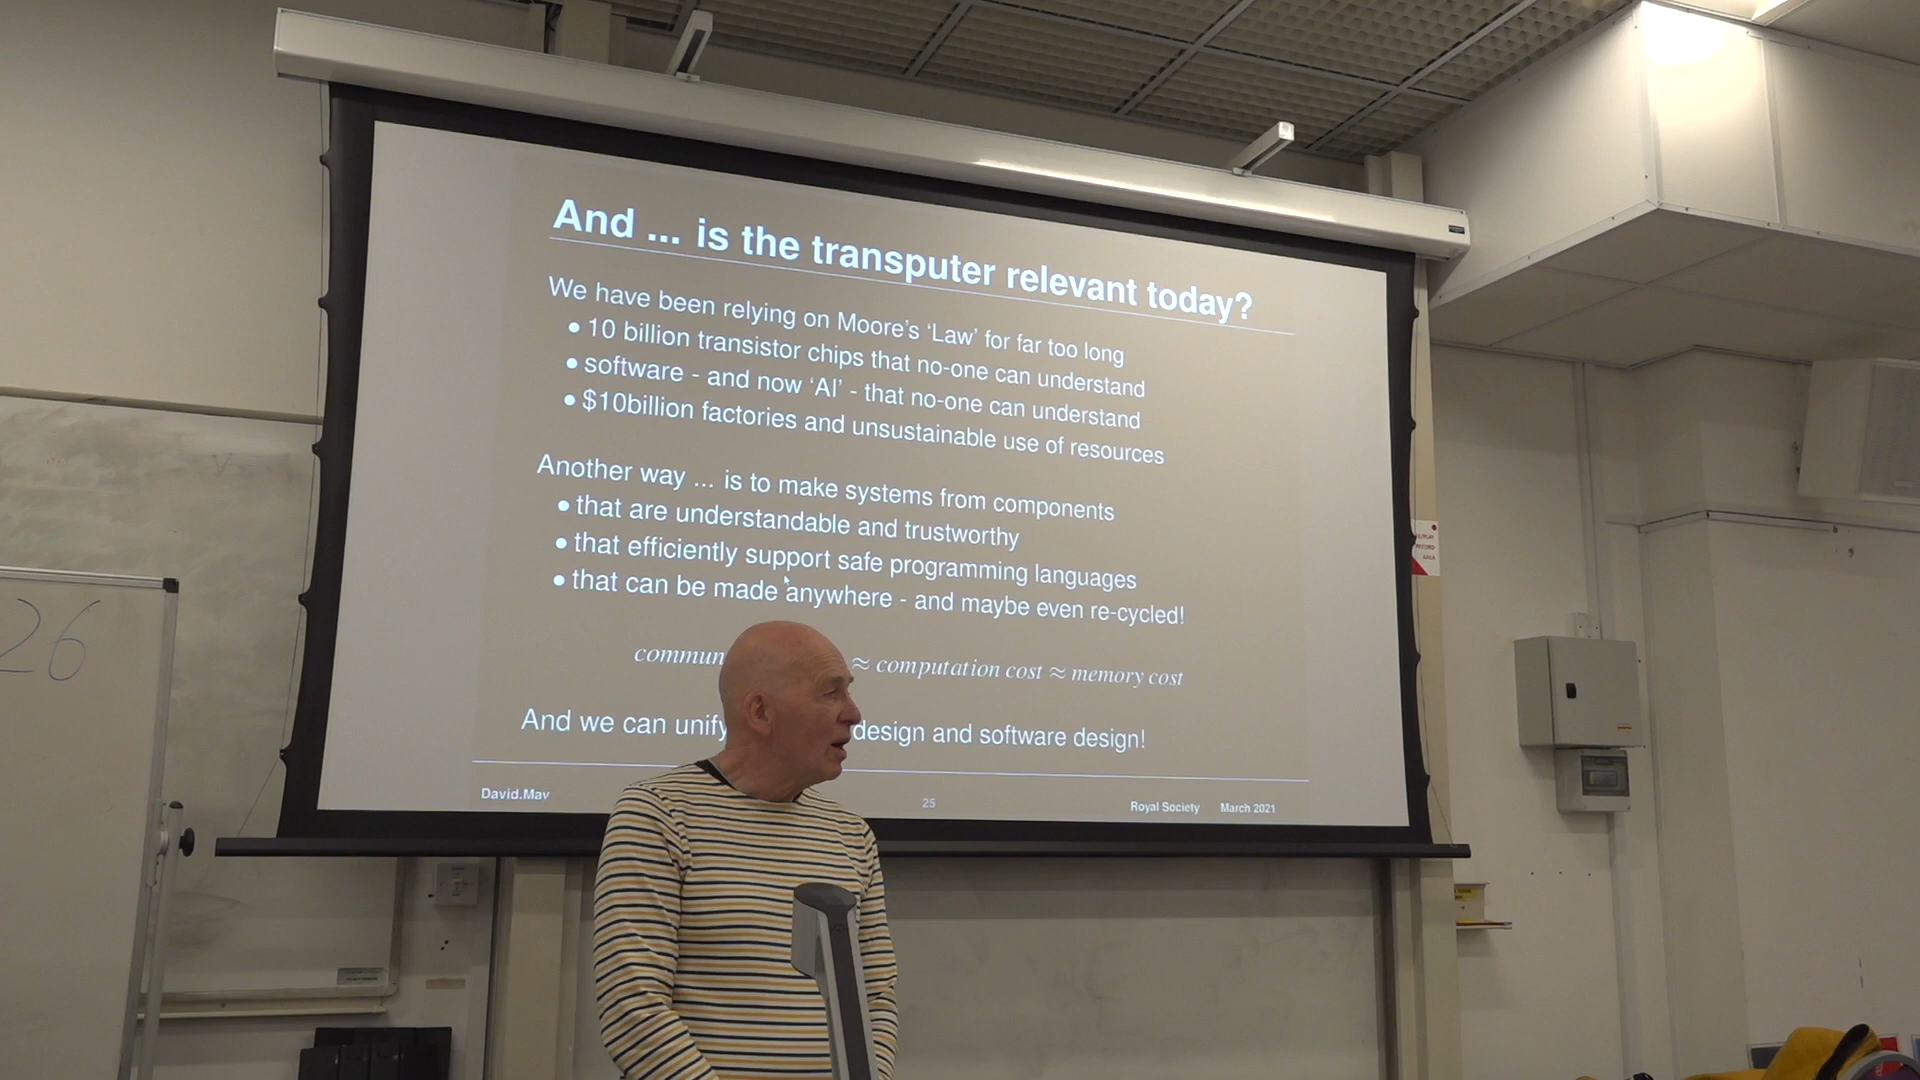 And ... is the transputer relevant today?
We have been relying on Moore's ‘Law’ for far too long
• 10 billion transistor chips that no-one can understand
• software - and now ‘AI’ - that no-one can understand
• $10billion factories and unsustainable use of resources
Another way ... is to make systems from components
• that are understandable and trustworthy
• that efficiently support safe programming languages
• that can be made anywhere - and maybe even re-cycled!
commun ≈ computation cost ≈ memory cost
And we can unify design and software design!
David.May 25 Royal Society March 2021
26